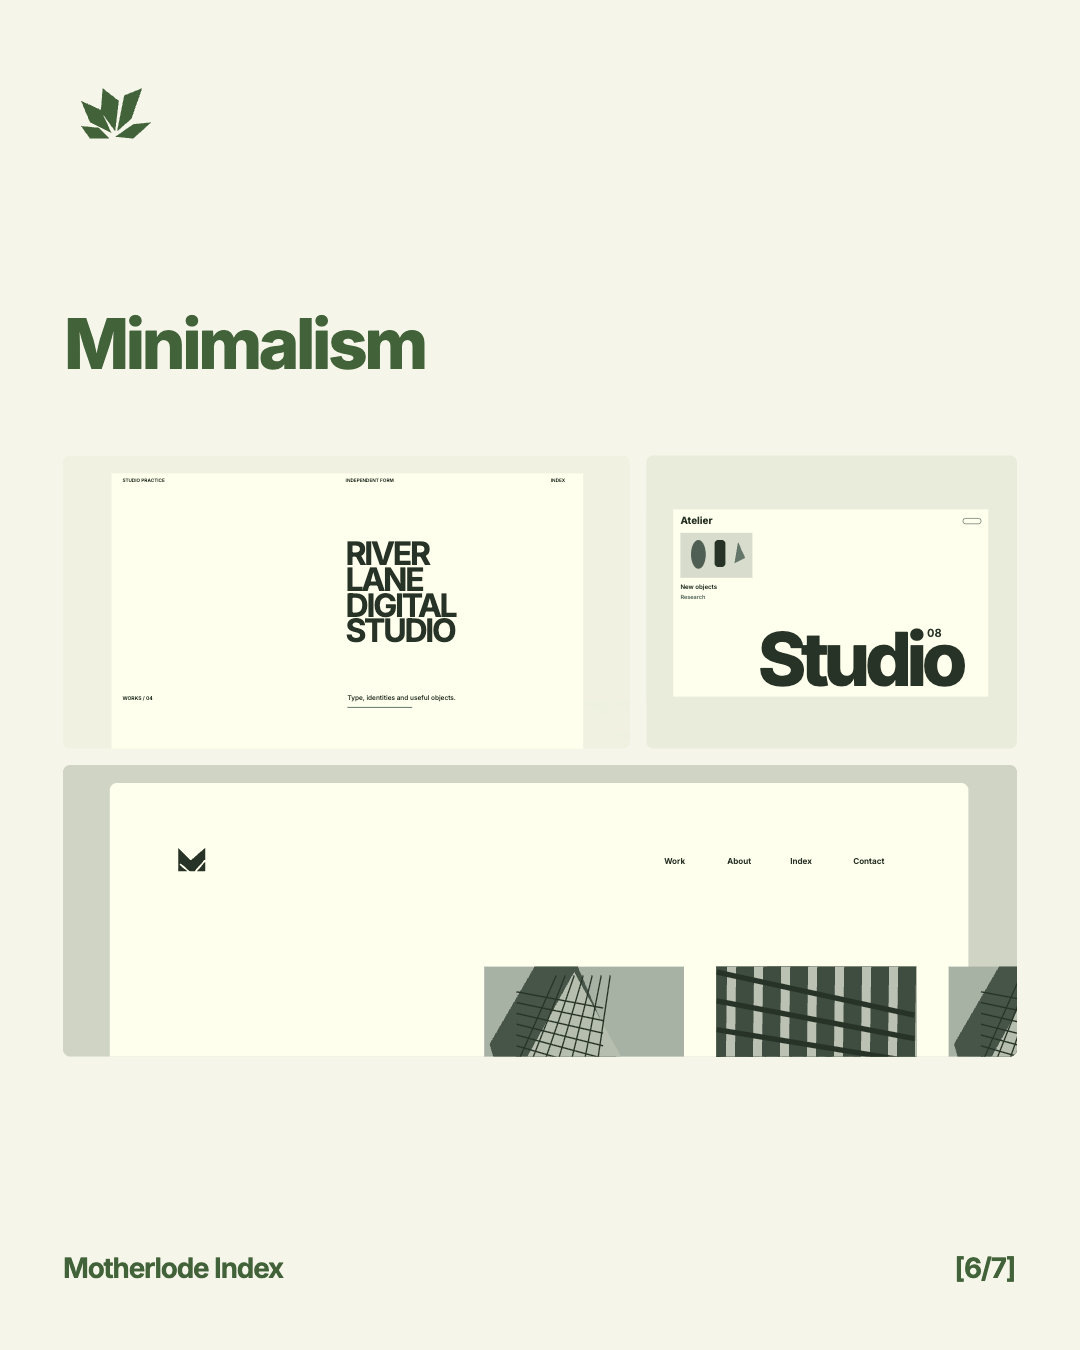 Minimalism
STUDIO PRACTICE
INDEPENDENT FORM
INDEX
RIVER
LANE
DIGITAL
STUDIO
WORKS / 04
Type, identities and useful objects.
Atelier
New objects
Research
Studio
08
Work
About
Index
Contact
Motherlode Index
[6/7]